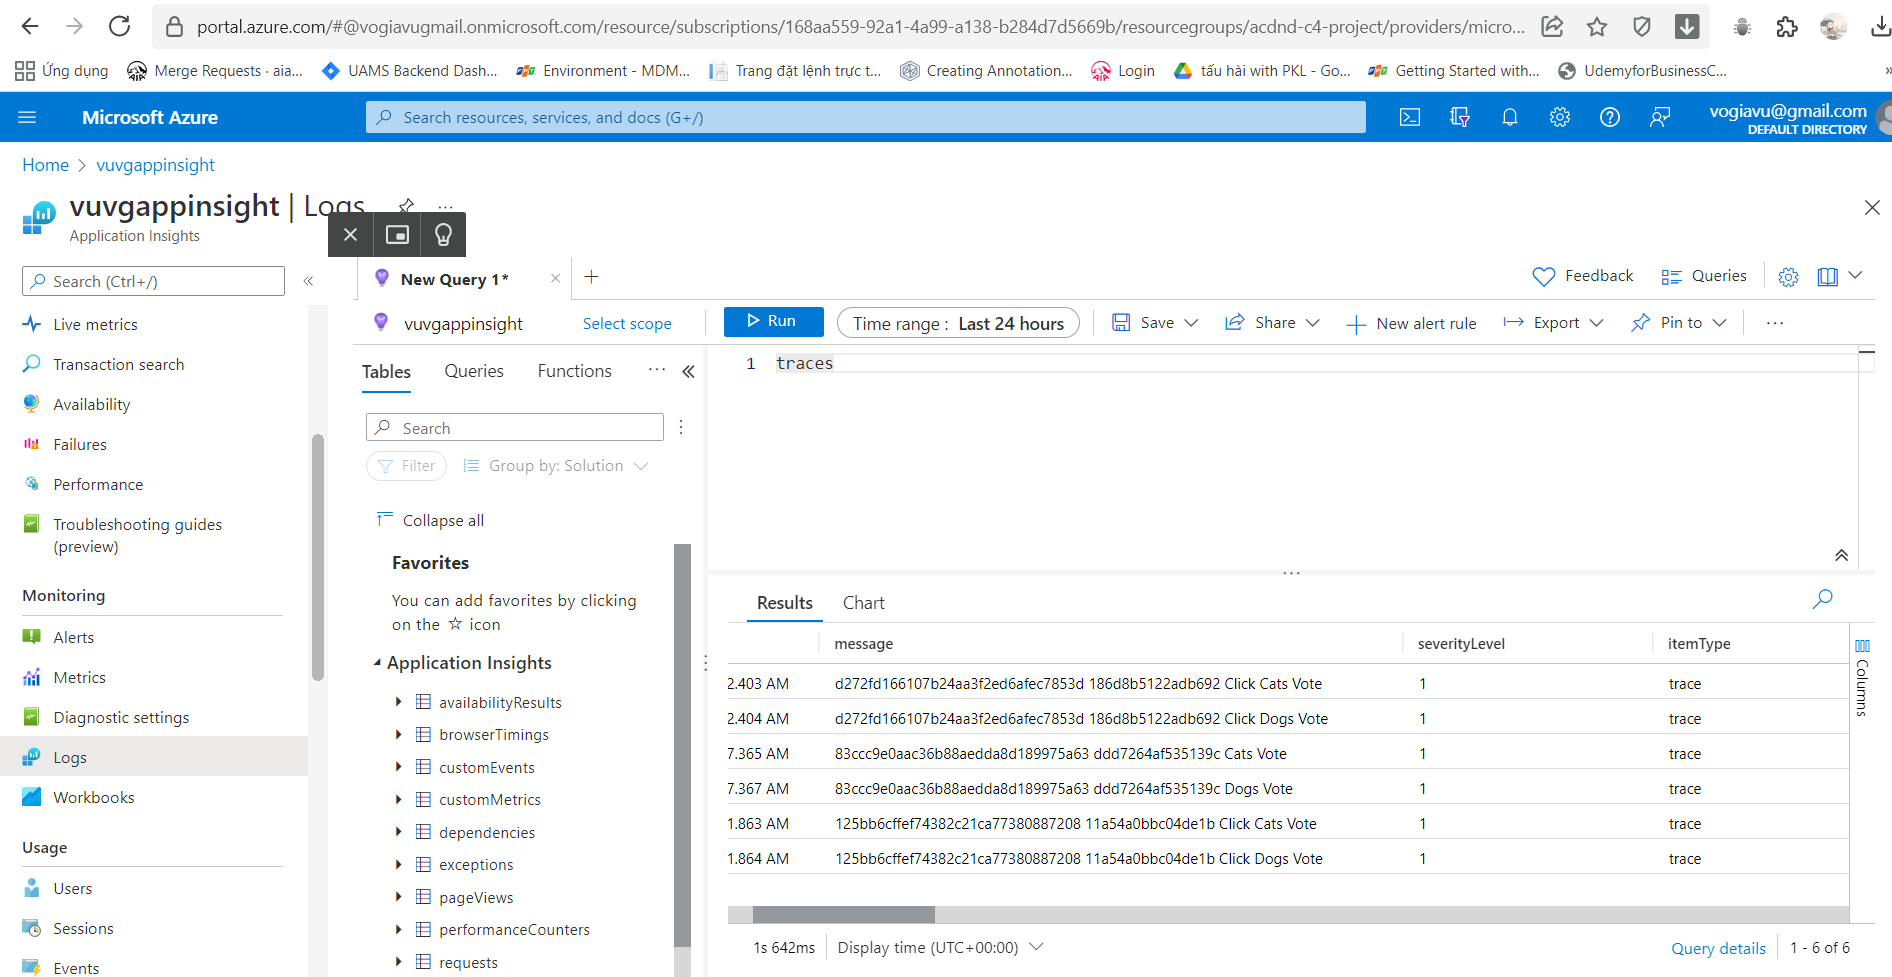 portal.azure.com/#@vogiavugmail.onmicrosoft.com/resource/subscriptions/168aa559-92a1-4a99-a138-b284d7d5669b/resourcegroups/acdnd-c4-project/providers/micro...
Ứng dụng Merge Requests · aia... UAMS Backend Dash... Environment - MDM... Trang đặt lệnh trực t... Creating Annotation... Login tấu hài with PKL - Go... Getting Started with... UdemyforBusinessC... »
Microsoft Azure Search resources, services, and docs (G+/) vogiavu@gmail.com
DEFAULT DIRECTORY
Home > vuvgappinsight
vuvgappinsight | Logs ...
Application Insights
Search (Ctrl+/) «
Live metrics
Transaction search
Availability
Failures
Performance
Troubleshooting guides
(preview)
Monitoring
Alerts
Metrics
Diagnostic settings
Logs
Workbooks
Usage
Users
Sessions
Events
New Query 1* × + Feedback Queries
vuvgappinsight Select scope Run Time range : Last 24 hours Save Share New alert rule Export Pin to ...
Tables Queries Functions ... «
Search
Filter Group by: Solution
Collapse all
Favorites
You can add favorites by clicking
on the ☆ icon
Application Insights
availabilityResults
browserTimings
customEvents
customMetrics
dependencies
exceptions
pageViews
performanceCounters
requests
1 traces
Results Chart
message severityLevel itemType
2.403 AM d272fd166107b24aa3f2ed6afec7853d 186d8b5122adb692 Click Cats Vote 1 trace
2.404 AM d272fd166107b24aa3f2ed6afec7853d 186d8b5122adb692 Click Dogs Vote 1 trace
7.365 AM 83ccc9e0aac36b88aedda8d189975a63 ddd7264af535139c Cats Vote 1 trace
7.367 AM 83ccc9e0aac36b88aedda8d189975a63 ddd7264af535139c Dogs Vote 1 trace
1.863 AM 125bb6cffef74382c21ca77380887208 11a54a0bbc04de1b Click Cats Vote 1 trace
1.864 AM 125bb6cffef74382c21ca77380887208 11a54a0bbc04de1b Click Dogs Vote 1 trace
Columns
1s 642ms Display time (UTC+00:00) Query details 1 - 6 of 6